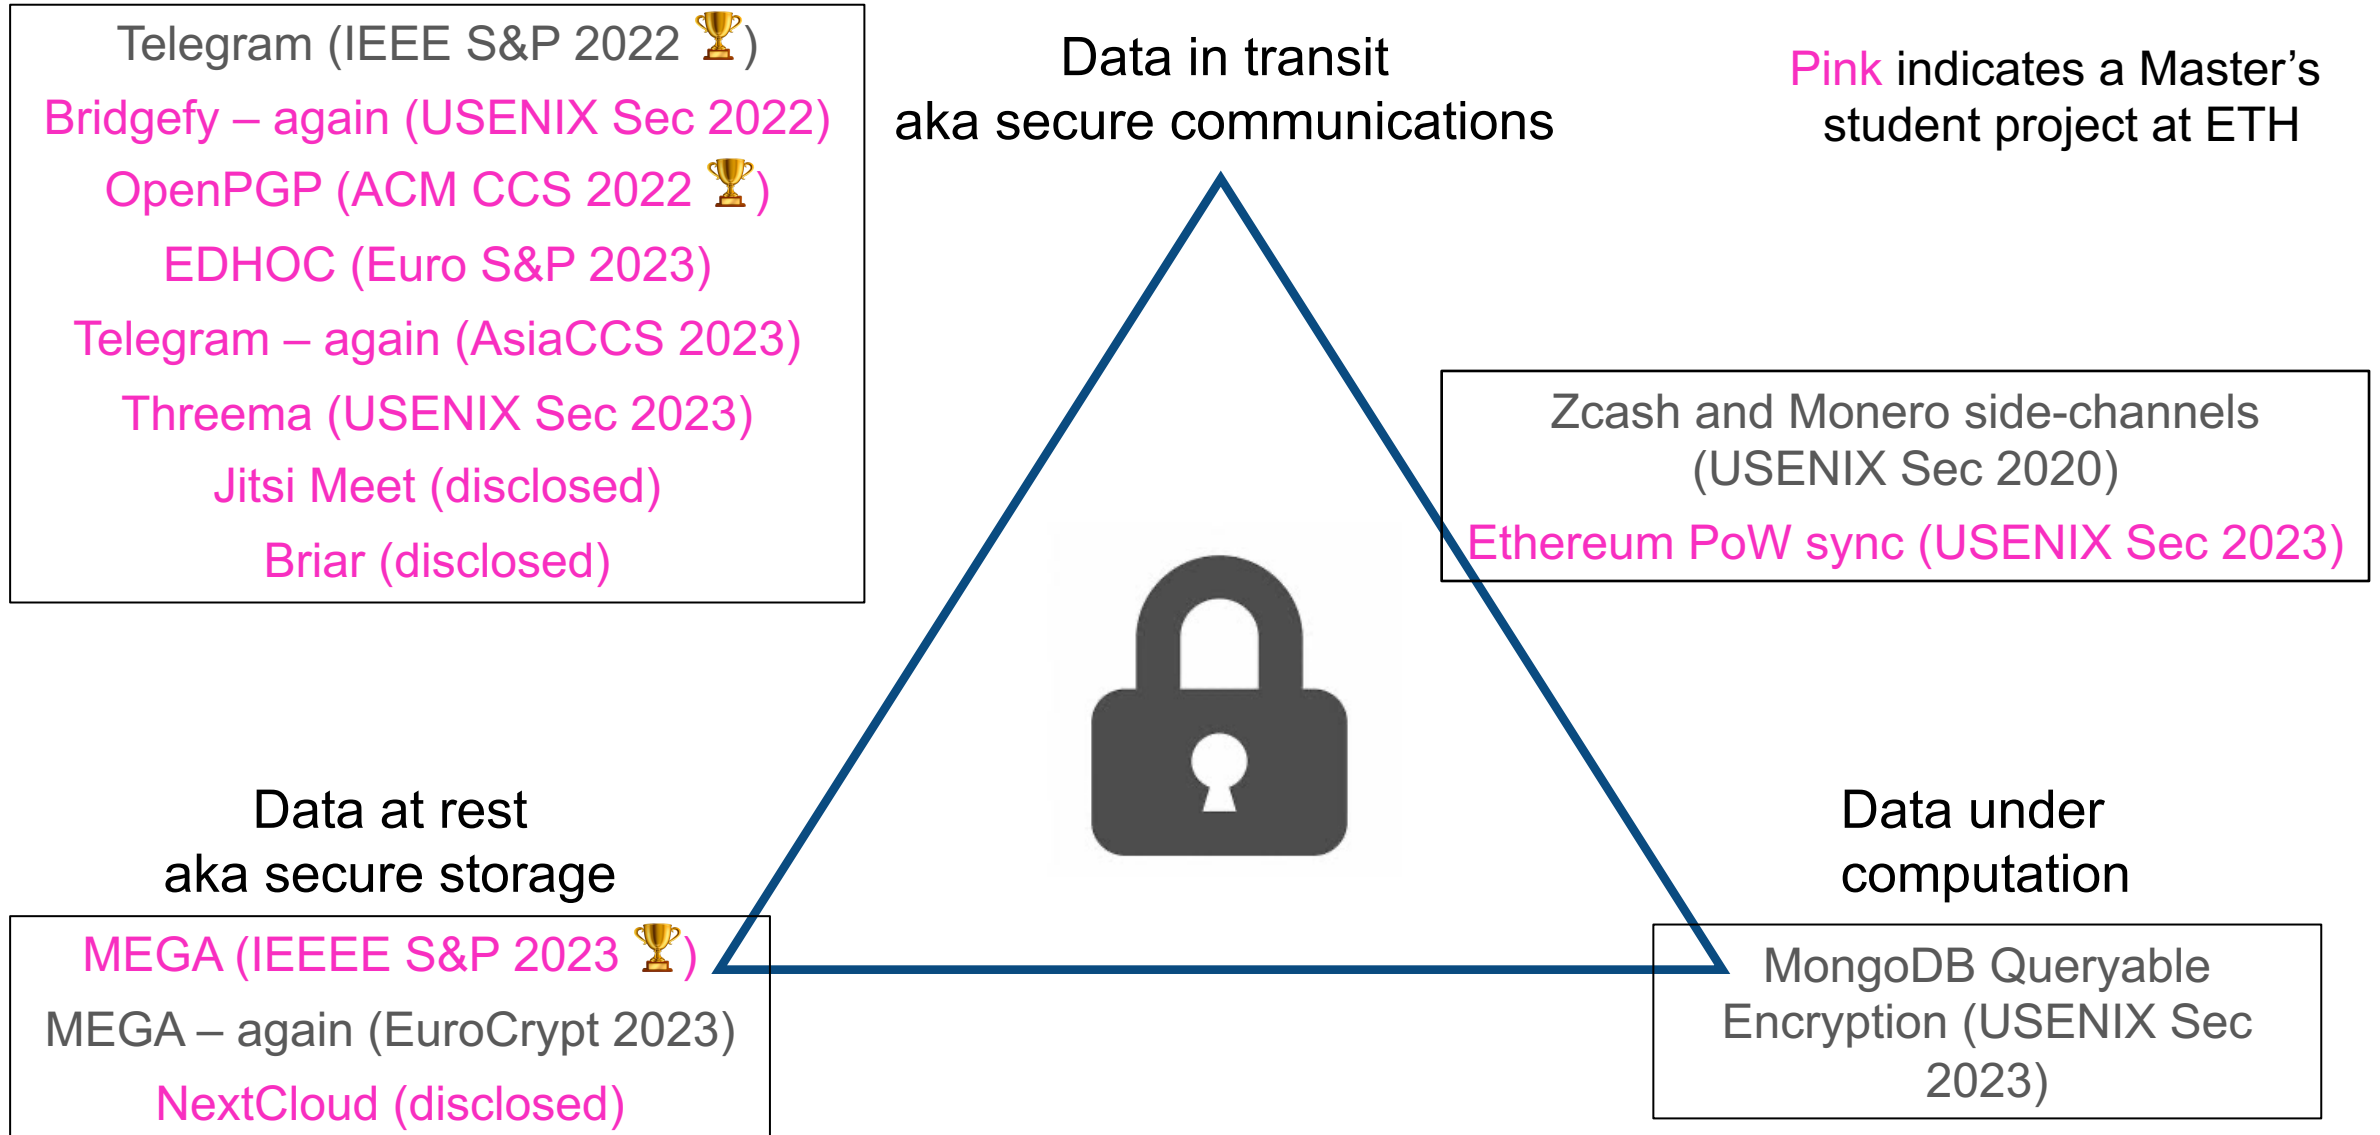 Telegram (IEEE S&P 2022 🏆)
Bridgefy – again (USENIX Sec 2022)
OpenPGP (ACM CCS 2022 🏆)
EDHOC (Euro S&P 2023)
Telegram – again (AsiaCCS 2023)
Threema (USENIX Sec 2023)
Jitsi Meet (disclosed)
Briar (disclosed)
Data in transit
aka secure communications
Pink indicates a Master’s
student project at ETH
Zcash and Monero side-channels
(USENIX Sec 2020)
Ethereum PoW sync (USENIX Sec 2023)
Data at rest
aka secure storage
MEGA (IEEEE S&P 2023 🏆)
MEGA – again (EuroCrypt 2023)
NextCloud (disclosed)
Data under
computation
MongoDB Queryable
Encryption (USENIX Sec
2023)